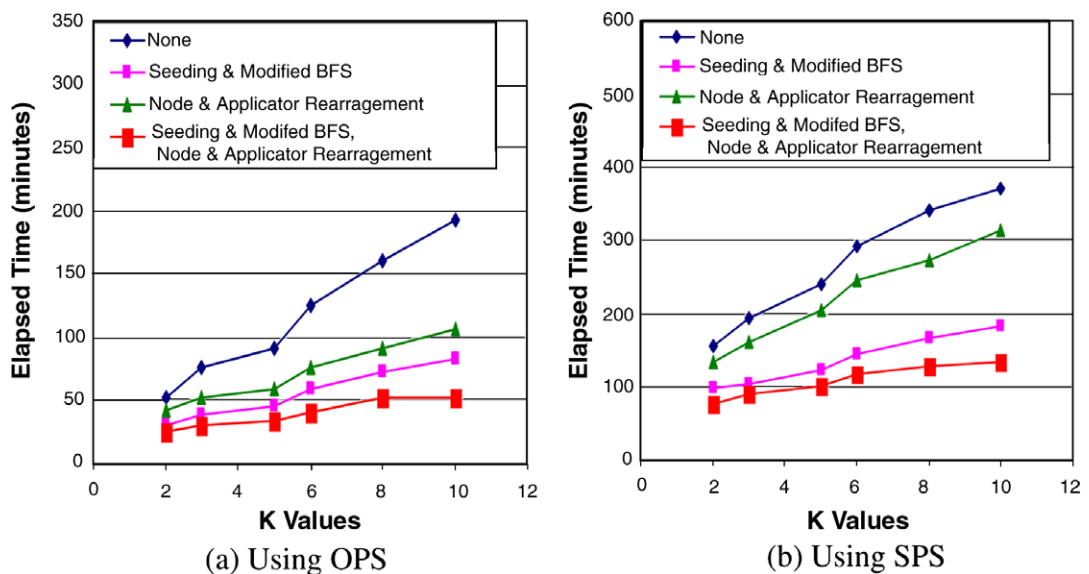 350
300
250
200
150
100
50
0
Elapsed Time (minutes)
None
Seeding & Modified BFS
Node & Applicator Rearragement
Seeding & Modifed BFS,
Node & Applicator Rearragement
0 2 4 6 8 10 12
K Values
(a) Using OPS
600
500
400
300
200
100
0
Elapsed Time (minutes)
None
Seeding & Modified BFS
Node & Applicator Rearragement
Seeding & Modifed BFS,
Node & Applicator Rearragement
0 2 4 6 8 10 12
K Values
(b) Using SPS